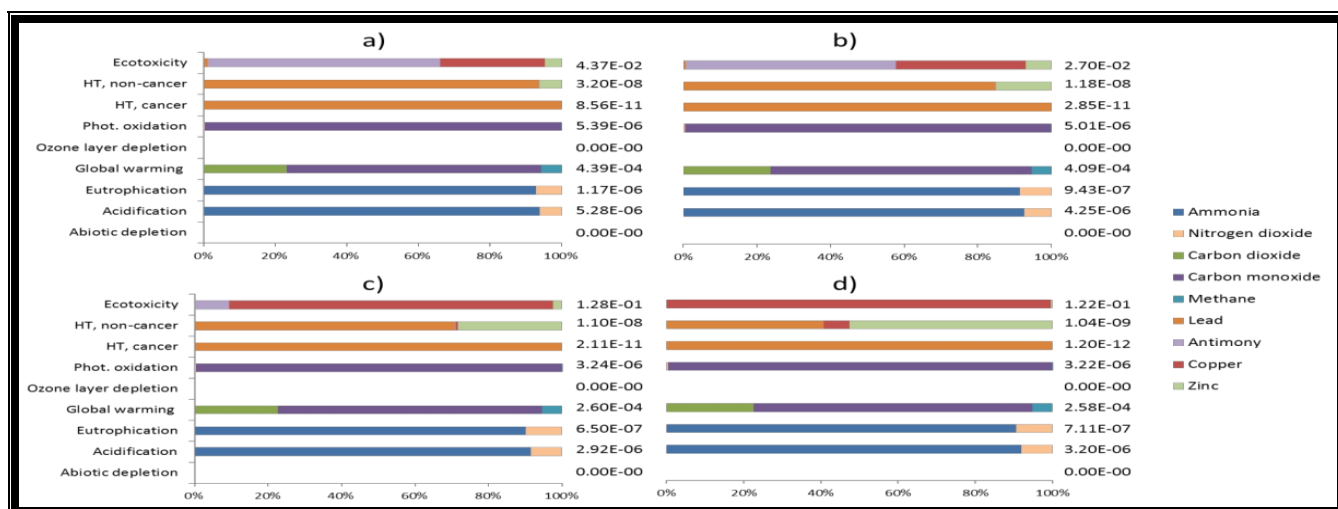 a)
Ecotoxicity 4.37E-02
HT, non-cancer 3.20E-08
HT, cancer 8.56E-11
Phot. oxidation 5.39E-06
Ozone layer depletion 0.00E-00
Global warming 4.39E-04
Eutrophication 1.17E-06
Acidification 5.28E-06
Abiotic depletion 0.00E-00
0% 20% 40% 60% 80% 100%
b)
2.70E-02
1.18E-08
2.85E-11
5.01E-06
0.00E-00
4.09E-04
9.43E-07
4.25E-06
0.00E-00
0% 20% 40% 60% 80% 100%
c)
Ecotoxicity 1.28E-01
HT, non-cancer 1.10E-08
HT, cancer 2.11E-11
Phot. oxidation 3.24E-06
Ozone layer depletion 0.00E-00
Global warming 2.60E-04
Eutrophication 6.50E-07
Acidification 2.92E-06
Abiotic depletion 0.00E-00
0% 20% 40% 60% 80% 100%
d)
1.22E-01
1.04E-09
1.20E-12
3.22E-06
0.00E-00
2.58E-04
7.11E-07
3.20E-06
0.00E-00
0% 20% 40% 60% 80% 100%
Ammonia
Nitrogen dioxide
Carbon dioxide
Carbon monoxide
Methane
Lead
Antimony
Copper
Zinc